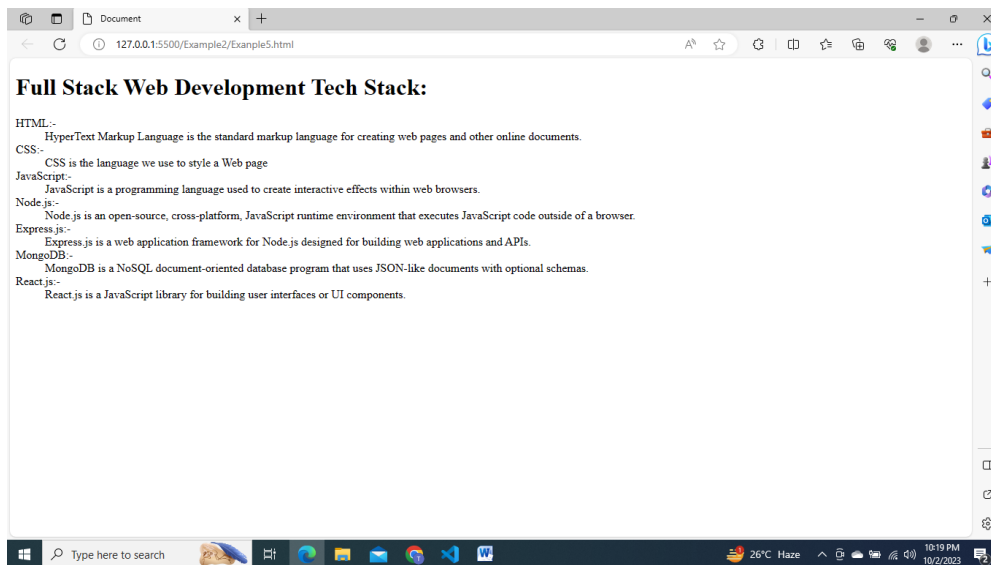 Document
127.0.0.1:5500/Example2/Exanple5.html
Full Stack Web Development Tech Stack:
HTML:-
HyperText Markup Language is the standard markup language for creating web pages and other online documents.
CSS:-
CSS is the language we use to style a Web page
JavaScript:-
JavaScript is a programming language used to create interactive effects within web browsers.
Node.js:-
Node.js is an open-source, cross-platform, JavaScript runtime environment that executes JavaScript code outside of a browser.
Express.js:-
Express.js is a web application framework for Node.js designed for building web applications and APIs.
MongoDB:-
MongoDB is a NoSQL document-oriented database program that uses JSON-like documents with optional schemas.
React.js:-
React.js is a JavaScript library for building user interfaces or UI components.
Type here to search
26°C Haze
10:19 PM
10/2/2023